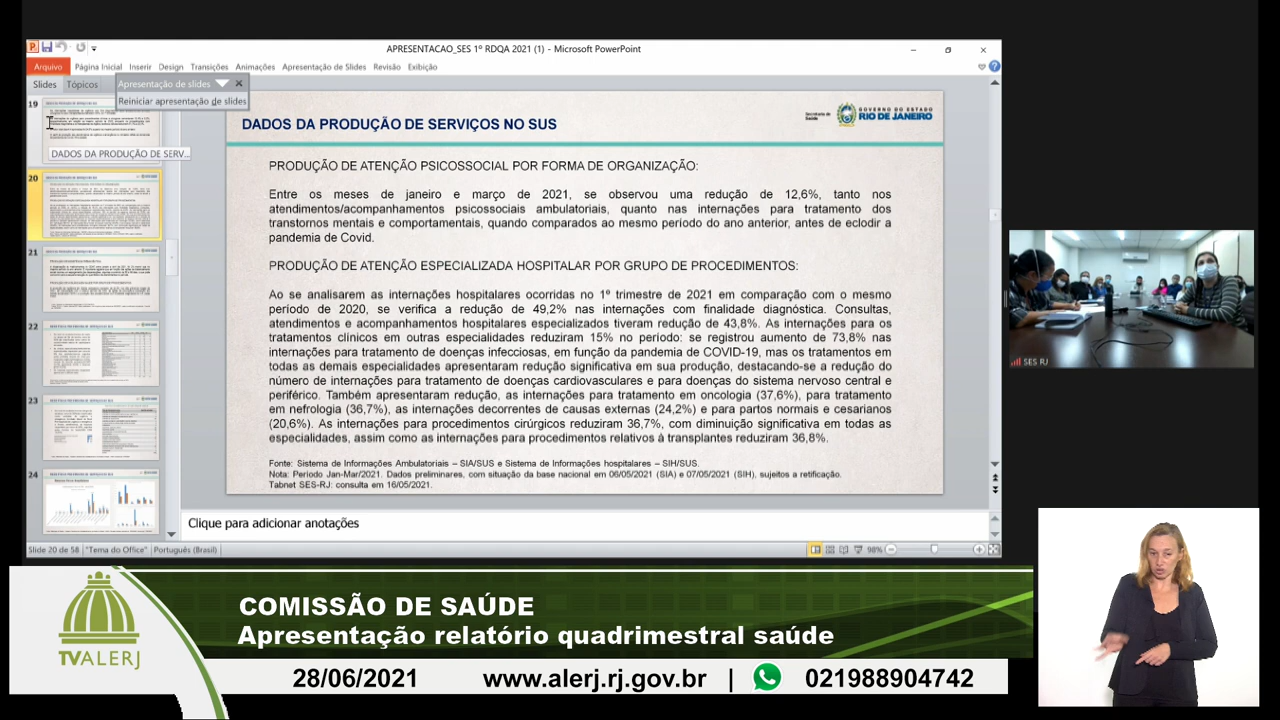 APRESENTACAO_SES 1º RDQA 2021 (1) - Microsoft PowerPoint
Arquivo Página Inicial Inserir Design Transições Animações Apresentação de Slides Revisão Exibição
Slides Tópicos
Apresentação de slides
Reiniciar apresentação de slides
19
DADOS DA PRODUÇÃO DE SERV...
20
21
22
23
24
DADOS DA PRODUÇÃO DE SERVIÇOS
Secretaria de Saúde
GOVERNO DO ESTADO
RIO DE JANEIRO
PRODUÇÃO DE ATENÇÃO PSICOSSOCIAL POR FORMA DE ORGANIZAÇÃO:
Entre os meses de janeiro e março de 2021 se observou uma redução de 12,6% tanto nos
atendimentos/acompanhamentos psicossociais ambulatoriais, quanto nas internações para tratamento dos
transtornos mentais e comportamentais, quando comparados ao mesmo período do ano anterior, antes de eclodir a
pandemia de Covid.
PRODUÇÃO DE ATENÇÃO ESPECIALIZADA HOSPITALAR POR GRUPO DE PROCEDIMENTOS:
Ao se analisarem as internações hospitalares ocorridas no 1º trimestre de 2021 em comparação com o mesmo
período de 2020, se verifica a redução de 49,2% nas internações com finalidade diagnóstica. Consultas,
atendimentos e acompanhamentos hospitalares especializados tiveram redução de 43,8%. As internações para os
tratamentos clínicos em outras especialidades reduziram 15% no período, se registrou aumento de 73,8% nas
internações para tratamento de doenças infecciosas, em função da pandemia de COVID-19, mas os tratamentos em
todas as demais especialidades apresentaram redução significativa em sua produção, destacando-se a redução do
número de internações para tratamento de doenças cardiovasculares e para doenças do sistema nervoso central e
periférico. Também apresentaram redução as internações para tratamento em oncologia (37,6%), para tratamento
em nefrologia (36,7%), as internações devidas a causas externas (24,2%) e para partos normais e cesarianos
(20,6%). As internações para procedimentos cirúrgicos reduziram 36,7%, com diminuição significativa em todas as
especialidades, assim como as internações para procedimentos relativos à transplantes reduziram 36,8%.
Fonte: Sistema de Informações Ambulatoriais – SIA/SUS e Sistema de Informações hospitalares – SIH/SUS.
Nota: Período Jan-Mar/2021. Dados preliminares, com situação da base nacional em 06/05/2021 (SIA) e 07/05/2021 (SIH), sujeitos a retificação.
Tabnet SES-RJ: consulta em 16/05/2021.
Clique para adicionar anotações
Slide 20 de 58 "Tema do Office" Português (Brasil) 98%
SES RJ
TVALERJ
COMISSÃO DE SAÚDE
Apresentação relatório quadrimestral saúde
28/06/2021 www.alerj.rj.gov.br | 021988904742